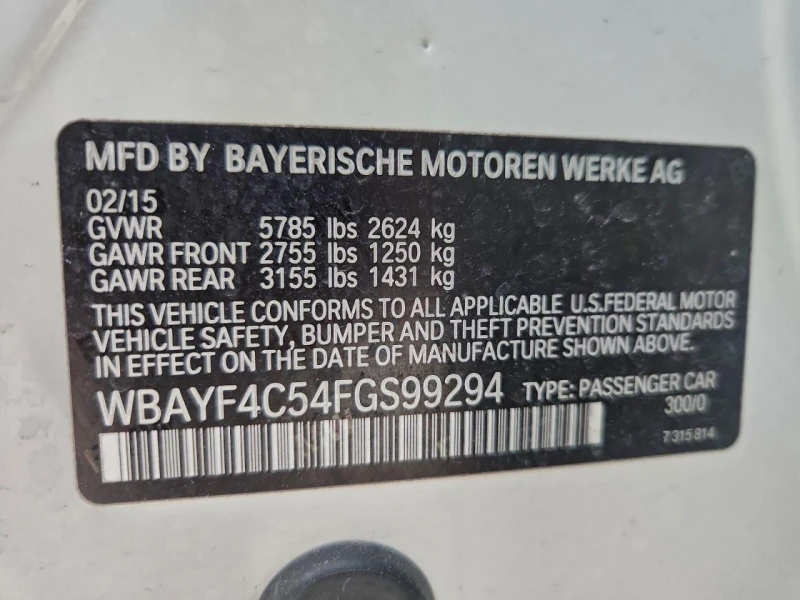 MFD BY BAYERISCHE MOTOREN WERKE AG
02/15
GVWR 5785 lbs 2624 kg
GAWR FRONT 2755 lbs 1250 kg
GAWR REAR 3155 lbs 1431 kg
THIS VEHICLE CONFORMS TO ALL APPLICABLE U.S.FEDERAL MOTOR
VEHICLE SAFETY, BUMPER AND THEFT PREVENTION STANDARDS
IN EFFECT ON THE DATE OF MANUFACTURE SHOWN ABOVE.
WBAYF4C54FGS99294 TYPE: PASSENGER CAR
300/0
7315814